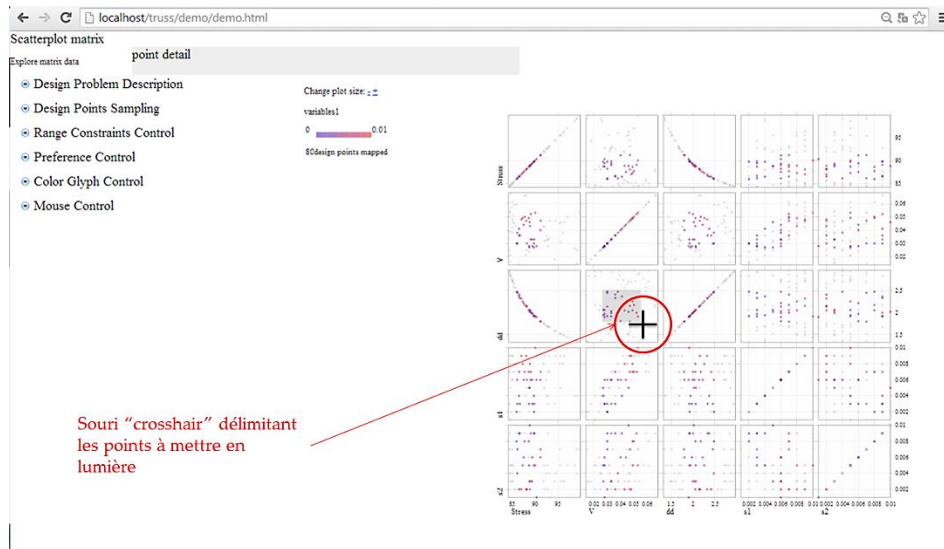 localhost/truss/demo/demo.html
Scatterplot matrix
Explore matrix data
point detail
Design Problem Description
Design Points Sampling
Range Constraints Control
Preference Control
Color Glyph Control
Mouse Control
Change plot size: - +
variables1
0 0.01
80design points mapped
Stress
95
90
85
V
0.06
0.05
0.04
0.03
0.02
dd
2.5
2
1.5
s1
0.01
0.008
0.006
0.004
0.002
s2
0.01
0.008
0.006
0.004
0.002
85 90 95 0.02 0.03 0.04 0.05 0.06 1.5 2 2.5 0.002 0.004 0.006 0.008 0.01 0.002 0.004 0.006 0.008 0.01
Stress V dd s1 s2
Souri “crosshair” délimitant
les points à mettre en
lumière